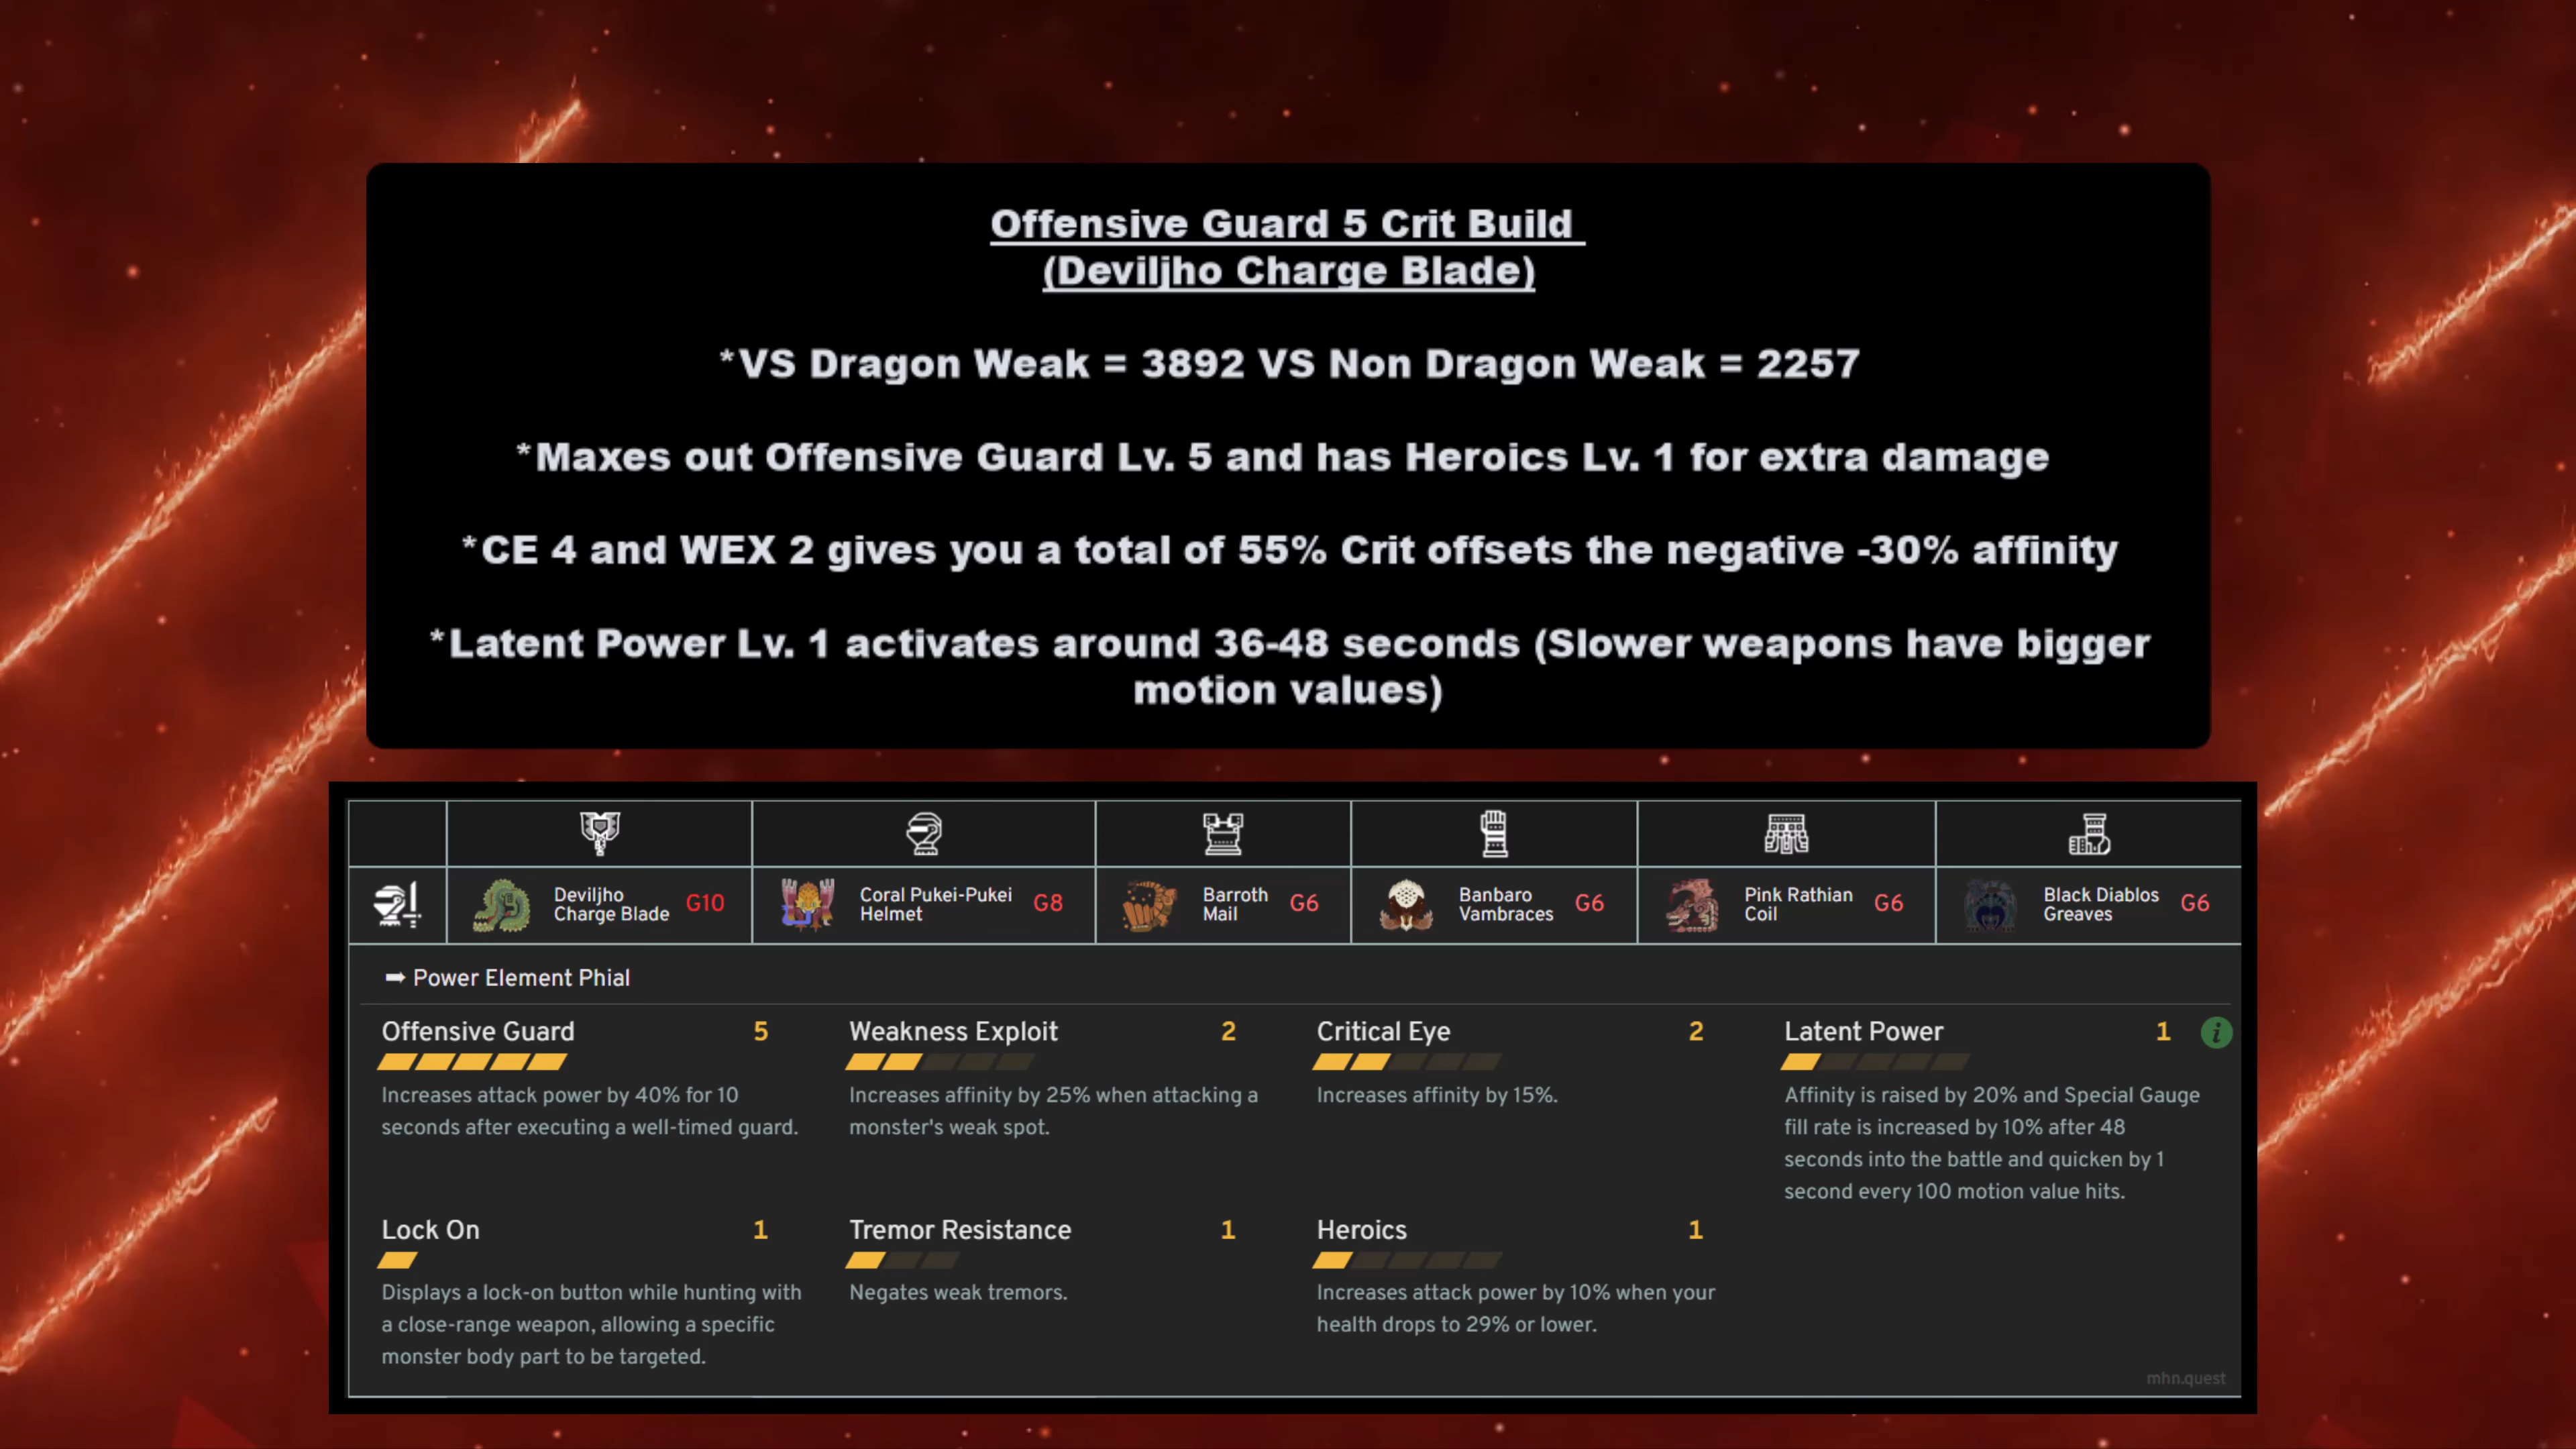 Offensive Guard 5 Crit Build
(Deviljho Charge Blade)
*VS Dragon Weak = 3892 VS Non Dragon Weak = 2257
*Maxes out Offensive Guard Lv. 5 and has Heroics Lv. 1 for extra damage
*CE 4 and WEX 2 gives you a total of 55% Crit offsets the negative -30% affinity
*Latent Power Lv. 1 activates around 36-48 seconds (Slower weapons have bigger
motion values)
Deviljho
Charge Blade
G10
Coral Pukei-Pukei
Helmet
G8
Barroth
Mail
G6
Banbaro
Vambraces
G6
Pink Rathian
Coil
G6
Black Diablos
Greaves
G6
➡ Power Element Phial
Offensive Guard 5
Increases attack power by 40% for 10
seconds after executing a well-timed guard.
Weakness Exploit 2
Increases affinity by 25% when attacking a
monster's weak spot.
Critical Eye 2
Increases affinity by 15%.
Latent Power 1 i
Affinity is raised by 20% and Special Gauge
fill rate is increased by 10% after 48
seconds into the battle and quicken by 1
second every 100 motion value hits.
Lock On 1
Displays a lock-on button while hunting with
a close-range weapon, allowing a specific
monster body part to be targeted.
Tremor Resistance 1
Negates weak tremors.
Heroics 1
Increases attack power by 10% when your
health drops to 29% or lower.
mhn.quest